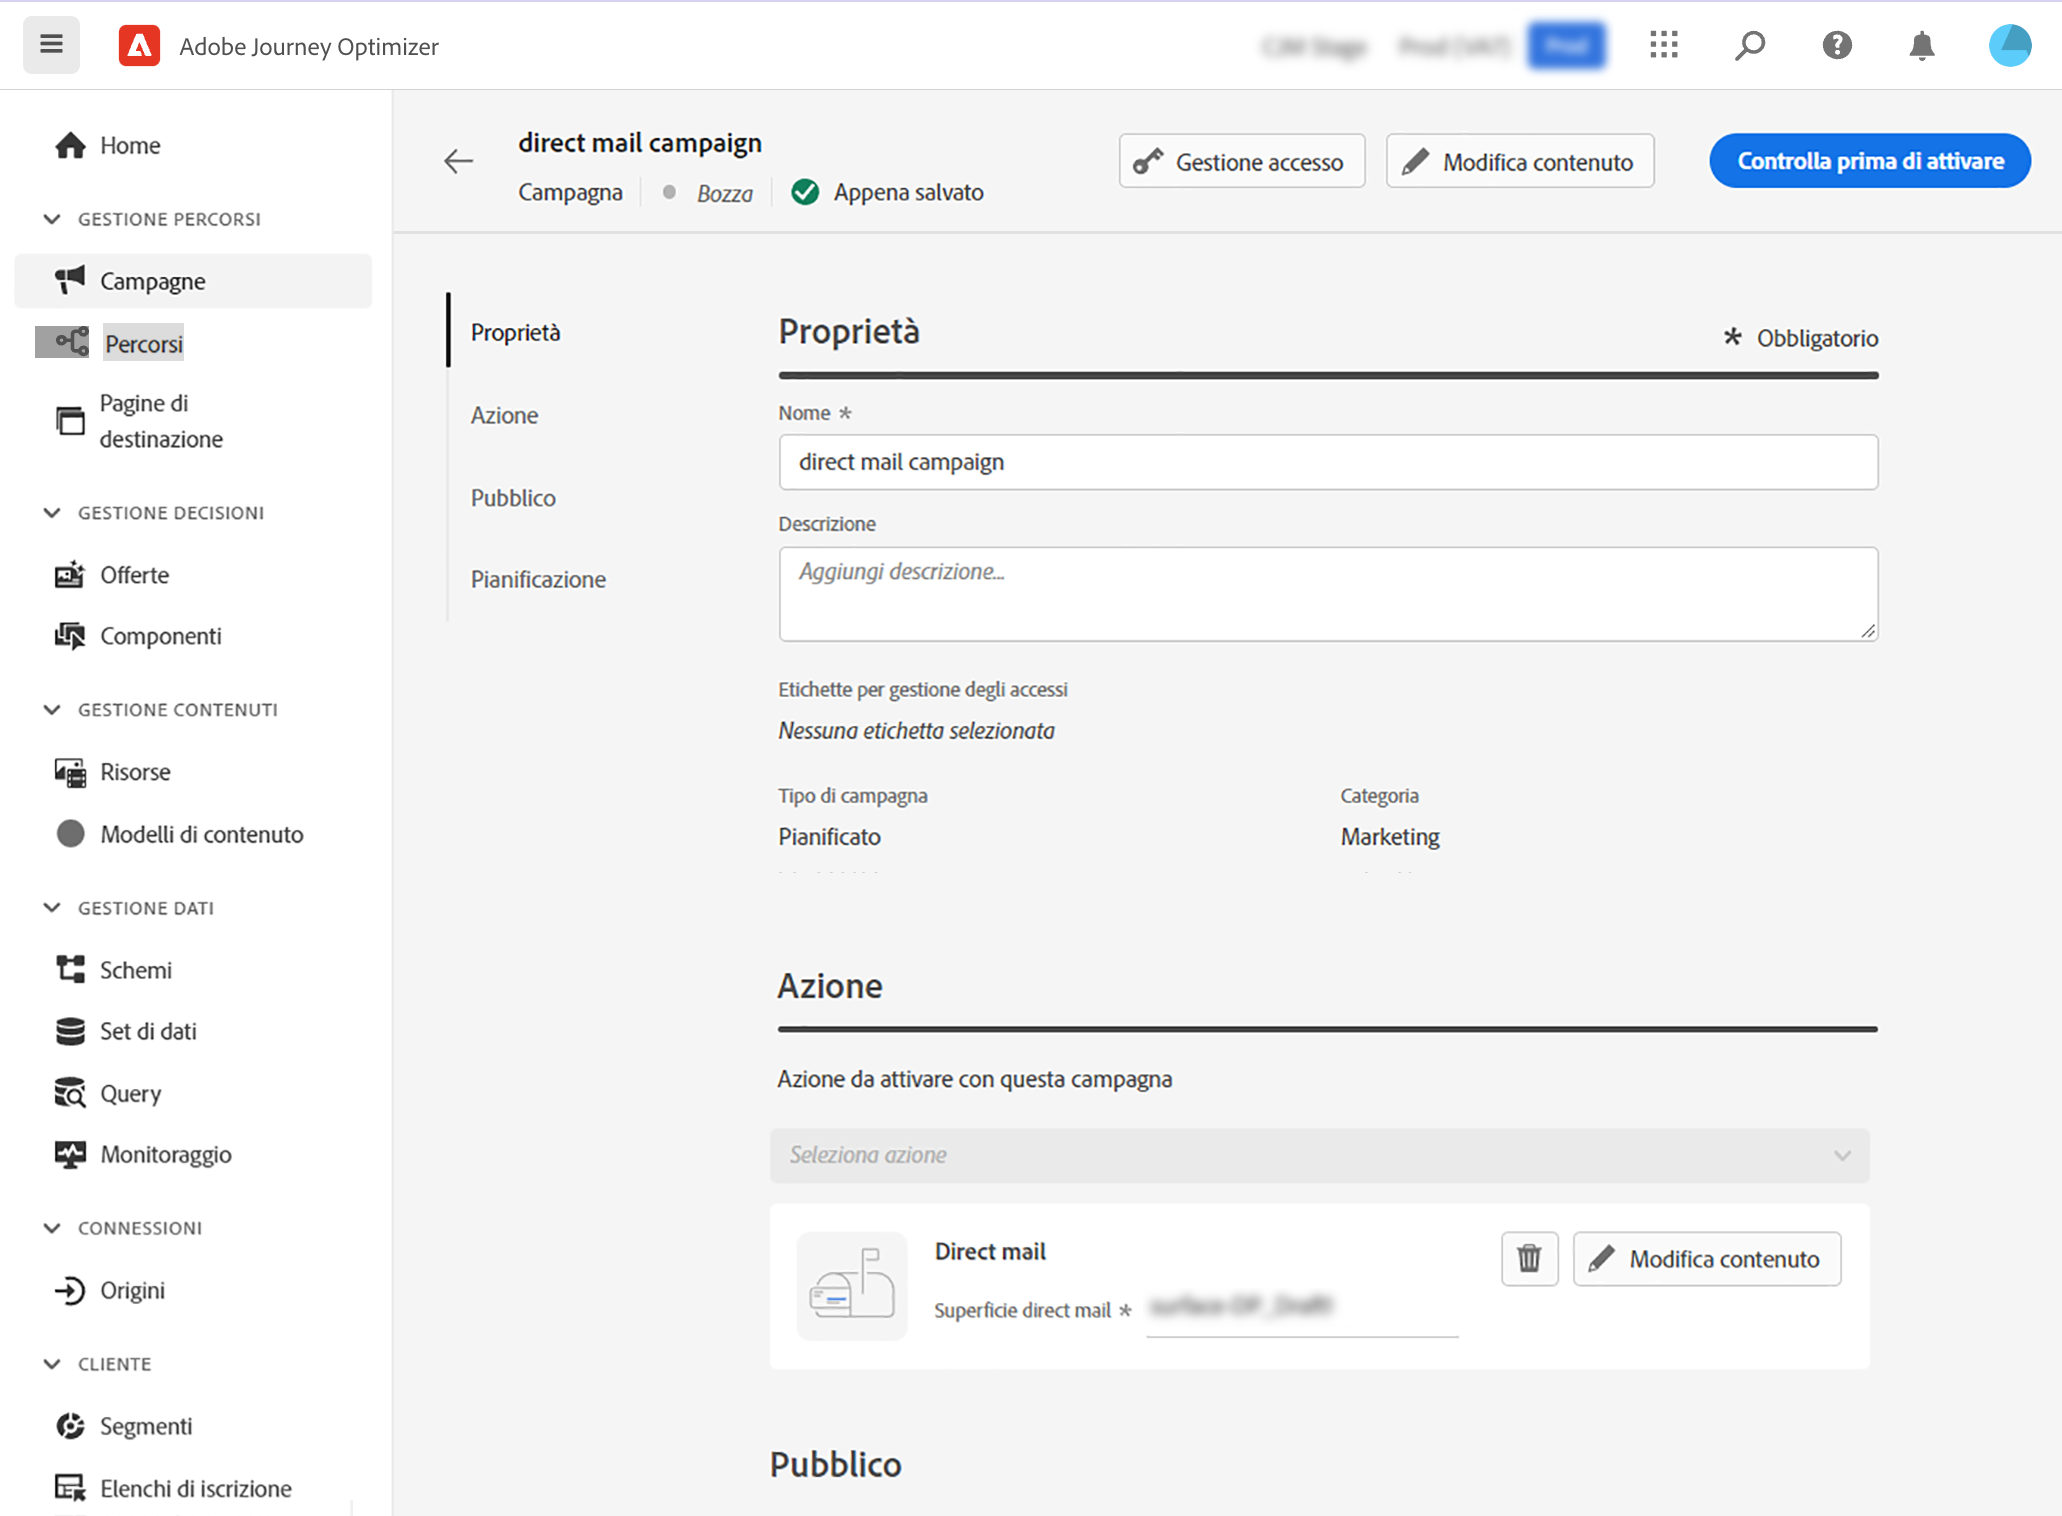 Adobe Journey Optimizer
Home
GESTIONE PERCORSI
Campagne
Percorsi
Pagine di
destinazione
GESTIONE DECISIONI
Offerte
Componenti
GESTIONE CONTENUTI
Risorse
Modelli di contenuto
GESTIONE DATI
Schemi
Set di dati
Query
Monitoraggio
CONNESSIONI
Origini
CLIENTE
Segmenti
Elenchi di iscrizione
direct mail campaign
Campagna
Bozza
Appena salvato
Gestione accesso
Modifica contenuto
Controlla prima di attivare
Proprietà
Azione
Pubblico
Pianificazione
Proprietà
* Obbligatorio
Nome *
direct mail campaign
Descrizione
Aggiungi descrizione...
Etichette per gestione degli accessi
Nessuna etichetta selezionata
Tipo di campagna
Pianificato
Categoria
Marketing
Azione
Azione da attivare con questa campagna
Seleziona azione
Direct mail
Superficie direct mail *
Modifica contenuto
Pubblico